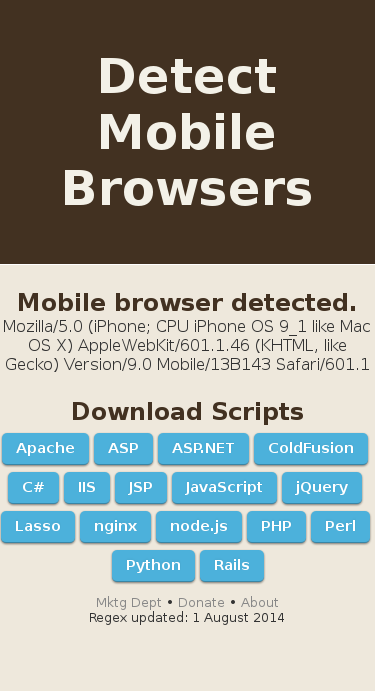 Detect
Mobile
Browsers
Mobile browser detected.
Mozilla/5.0 (iPhone; CPU iPhone OS 9_1 like Mac
OS X) AppleWebKit/601.1.46 (KHTML, like
Gecko) Version/9.0 Mobile/13B143 Safari/601.1
Download Scripts
Apache ASP ASP.NET ColdFusion
C# IIS JSP JavaScript jQuery
Lasso nginx node.js PHP Perl
Python Rails
Mktg Dept • Donate • About
Regex updated: 1 August 2014